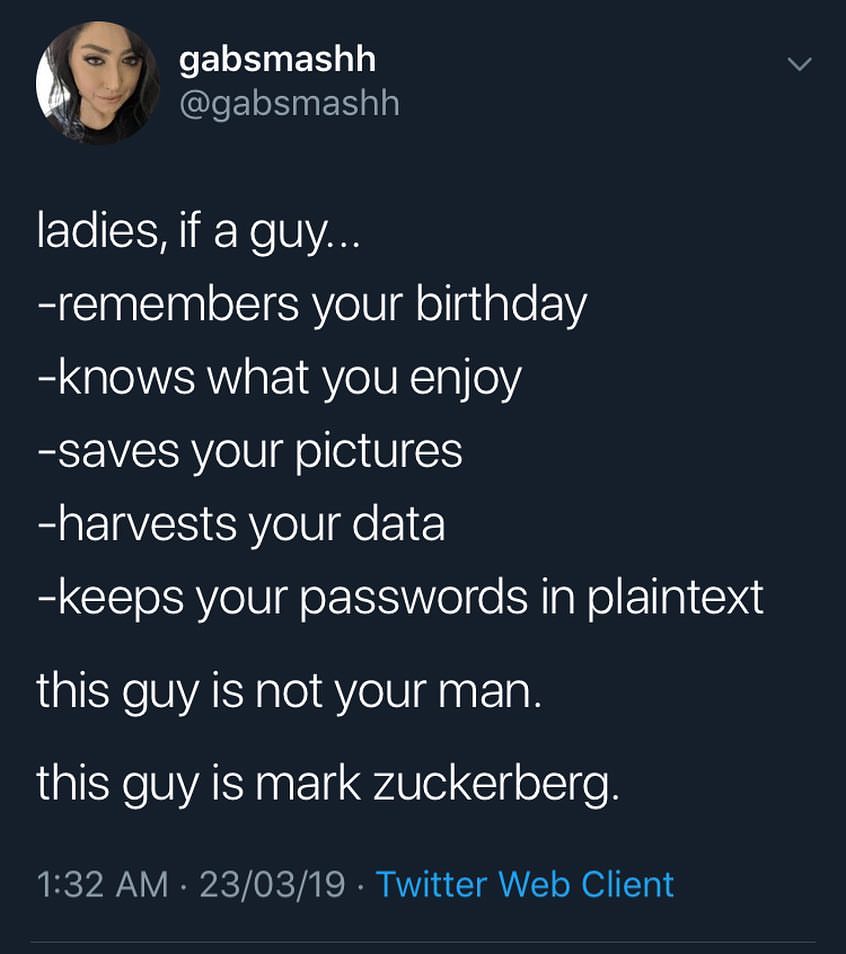 gabsmashh
@gabsmashh
ladies, if a guy...
-remembers your birthday
-knows what you enjoy
-saves your pictures
-harvests your data
-keeps your passwords in plaintext
this guy is not your man.
this guy is mark zuckerberg.
1:32 AM · 23/03/19 · Twitter Web Client